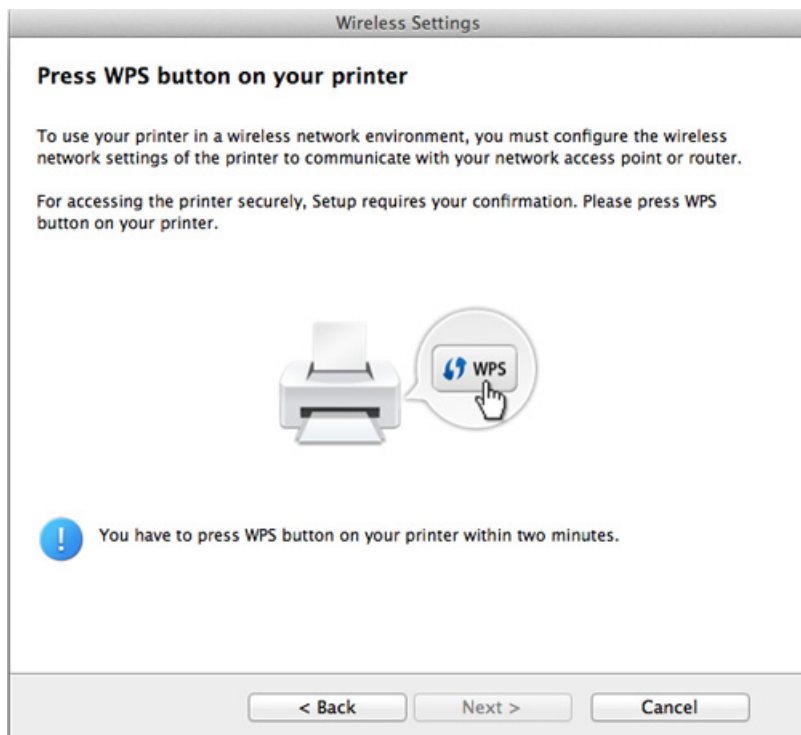 Wireless Settings
Press WPS button on your printer
To use your printer in a wireless network environment, you must configure the wireless
network settings of the printer to communicate with your network access point or router.
For accessing the printer securely, Setup requires your confirmation. Please press WPS
button on your printer.
WPS
! You have to press WPS button on your printer within two minutes.
< Back Next > Cancel